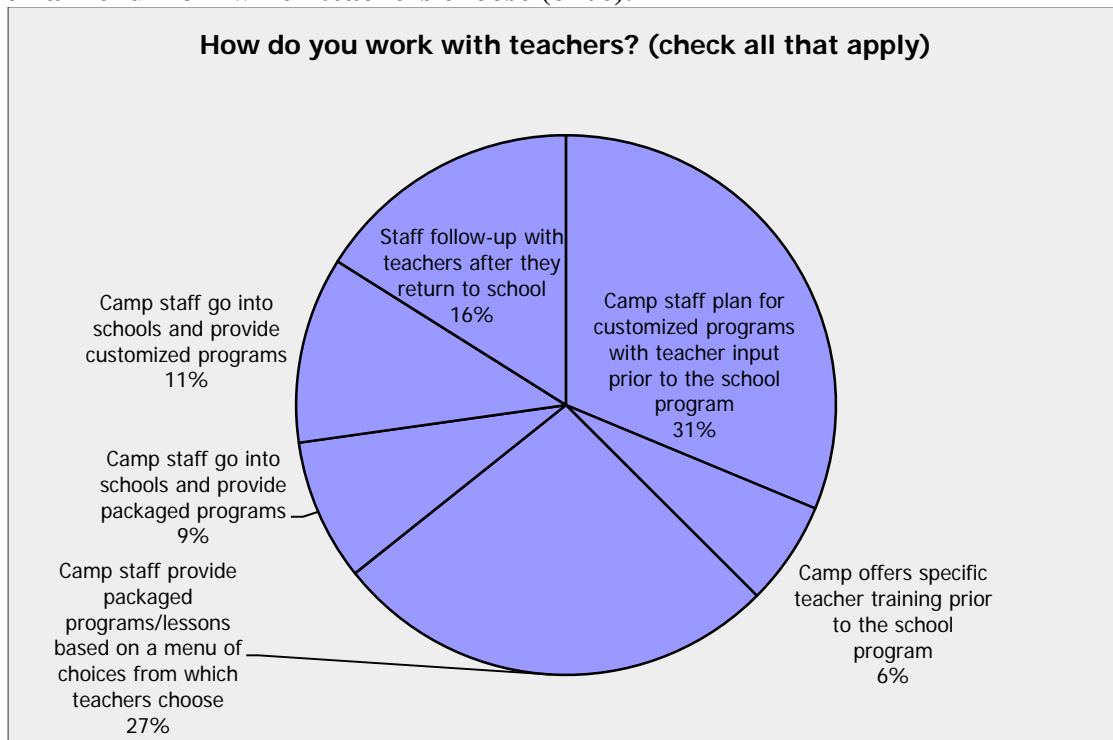 How do you work with teachers? (check all that apply)
Staff follow-up with
teachers after they
return to school
16%
Camp staff plan for
customized programs
with teacher input
prior to the school
program
31%
Camp staff go into
schools and provide
customized programs
11%
Camp staff go into
schools and provide
packaged programs
9%
Camp staff provide
packaged
programs/lessons
based on a menu of
choices from which
teachers choose
27%
Camp offers specific
teacher training prior
to the school
program
6%